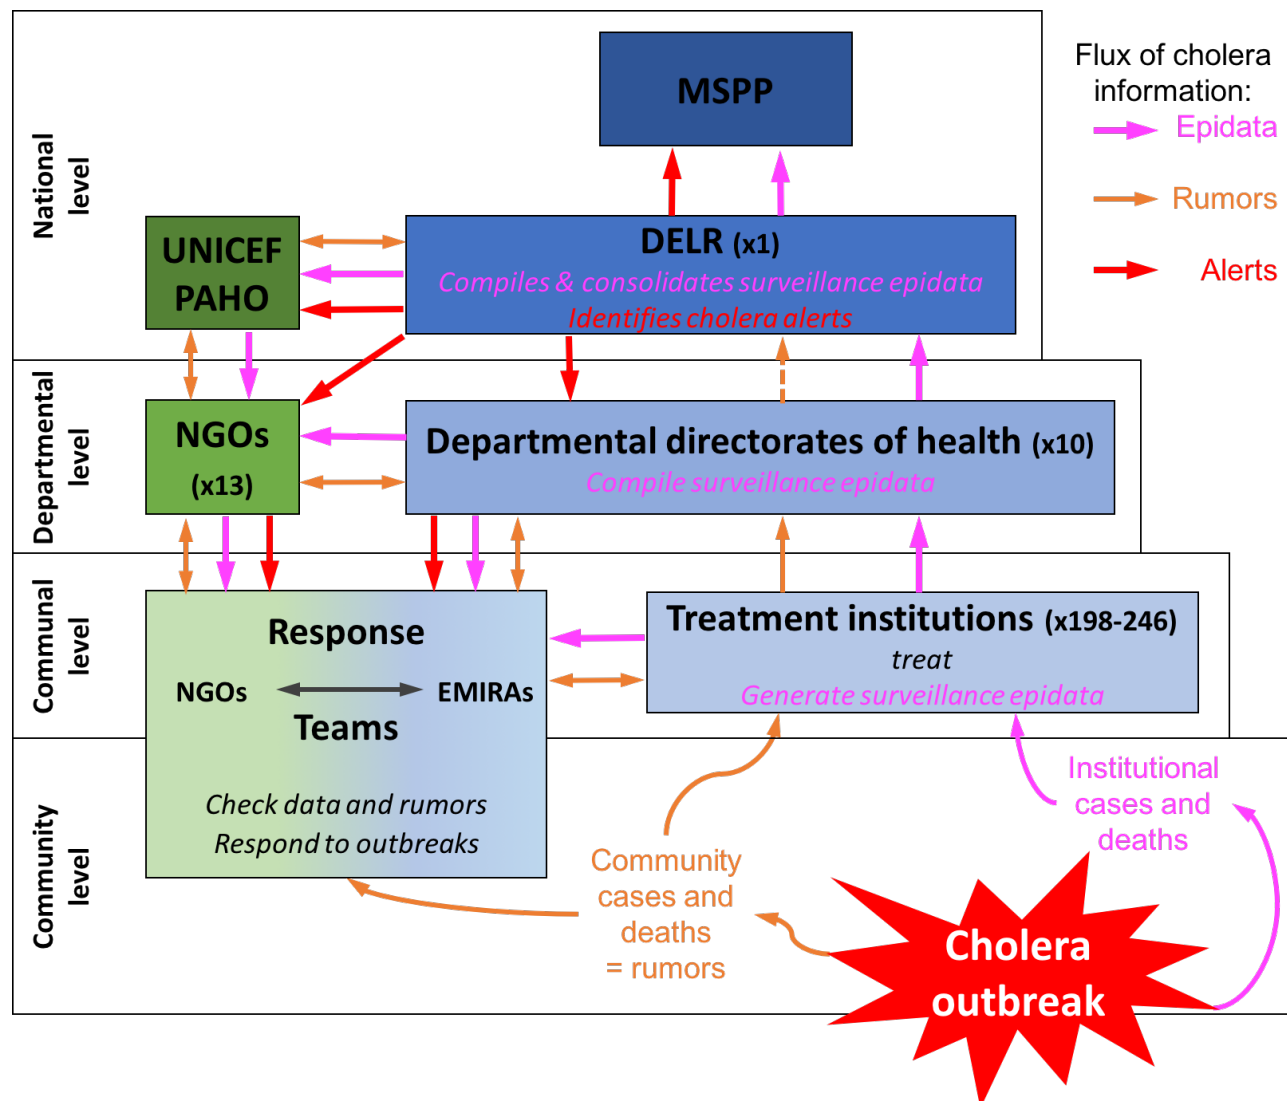 MSPP
Flux of cholera
information:
Epidata
Rumors
Alerts
National
level
UNICEF
PAHO
DELR (x1)
Compiles & consolidates surveillance epidata
Identifies cholera alerts
Departmental
level
NGOs
(x13)
Departmental directorates of health (x10)
Compile surveillance epidata
Communal
level
Response
NGOs
EMIRAs
Teams
Treatment institutions (x198-246)
treat
Generate surveillance epidata
Community
level
Check data and rumors
Respond to outbreaks
Community
cases and
deaths
= rumors
Institutional
cases and
deaths
Cholera
outbreak